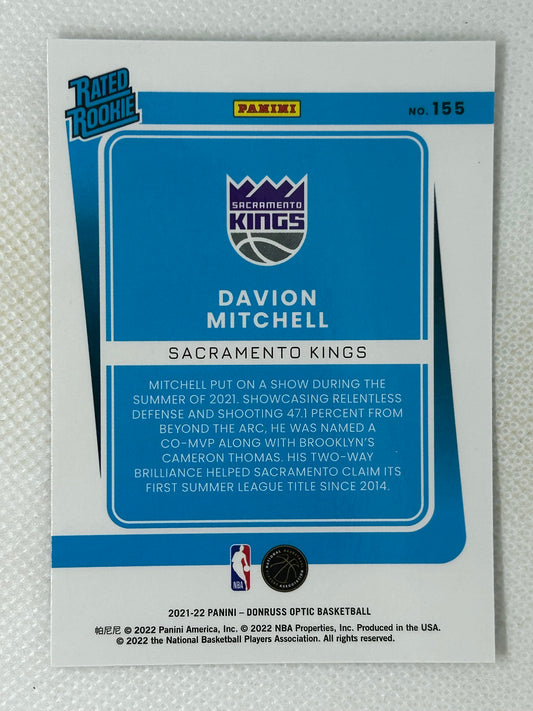 RATED
ROOKIE
PANINI
NO. 155
SACRAMENTO
KINGS
DAVION
MITCHELL
SACRAMENTO KINGS
MITCHELL PUT ON A SHOW DURING THE
SUMMER OF 2021. SHOWCASING RELENTLESS
DEFENSE AND SHOOTING 47.1 PERCENT FROM
BEYOND THE ARC, HE WAS NAMED A
CO-MVP ALONG WITH BROOKLYN'S
CAMERON THOMAS. HIS TWO-WAY
BRILLIANCE HELPED SACRAMENTO CLAIM ITS
FIRST SUMMER LEAGUE TITLE SINCE 2014.
NBA
2021-22 PANINI – DONRUSS OPTIC BASKETBALL
帕尼尼 © 2022 Panini America, Inc. © 2022 NBA Properties, Inc. Produced in the USA.
© 2022 the National Basketball Players Association. All rights reserved.